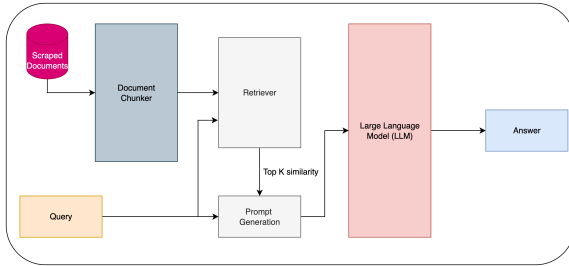 Scraped
Documents
Document
Chunker
Retriever
Large Language
Model (LLM)
Answer
Top K similarity
Query
Prompt
Generation